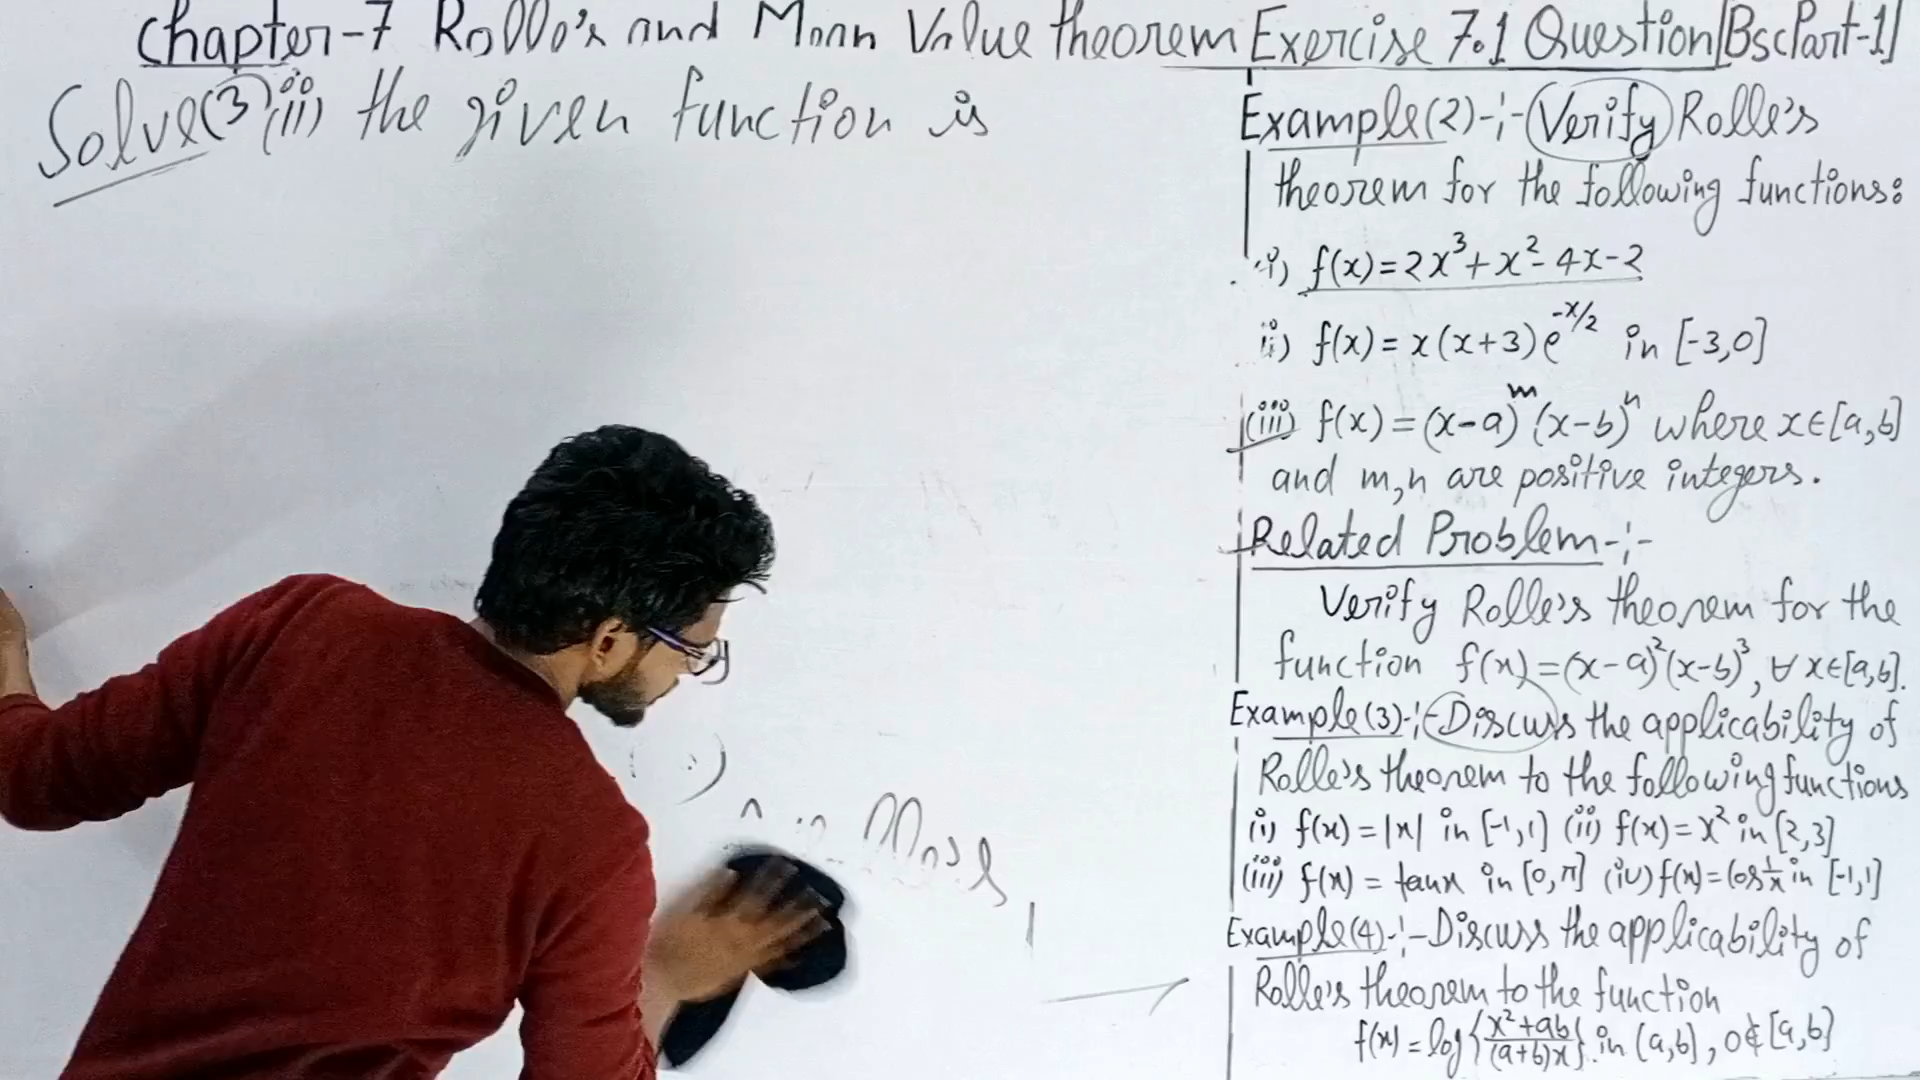 Chapter-7 Rolle's and Mean Value theorem Exercise 7.1 Question [Bsc Part-1]
Solve(3)(iii) the given function is
Example(2)-:- Verify Rolle's
theorem for the following functions:
(i) f(x)=2x³+x²-4x-2
ii) f(x)= x(x+3)e^{-x/2} in [-3,0]
(iii) f(x)=(x-a)^m (x-b)^n where x∈[a,b]
and m,n are positive integers.
Related Problem-:-
Verify Rolle's theorem for the
function f(x)=(x-a)²(x-b)³, ∀ x∈[a,b].
Example(3)-:- Discuss the applicability of
Rolle's theorem to the following functions
(i) f(x)=|x| in [-1,1] (ii) f(x)=x² in [2,3]
(iii) f(x) = tanx in [0,π] (iv) f(x)=cos 1/x in [-1,1]
Example(4)-:-Discuss the applicability of
Rolle's theorem to the function
f(x)=log{x²+ab/(a+b)x} in [a,b], 0∉[a,b]